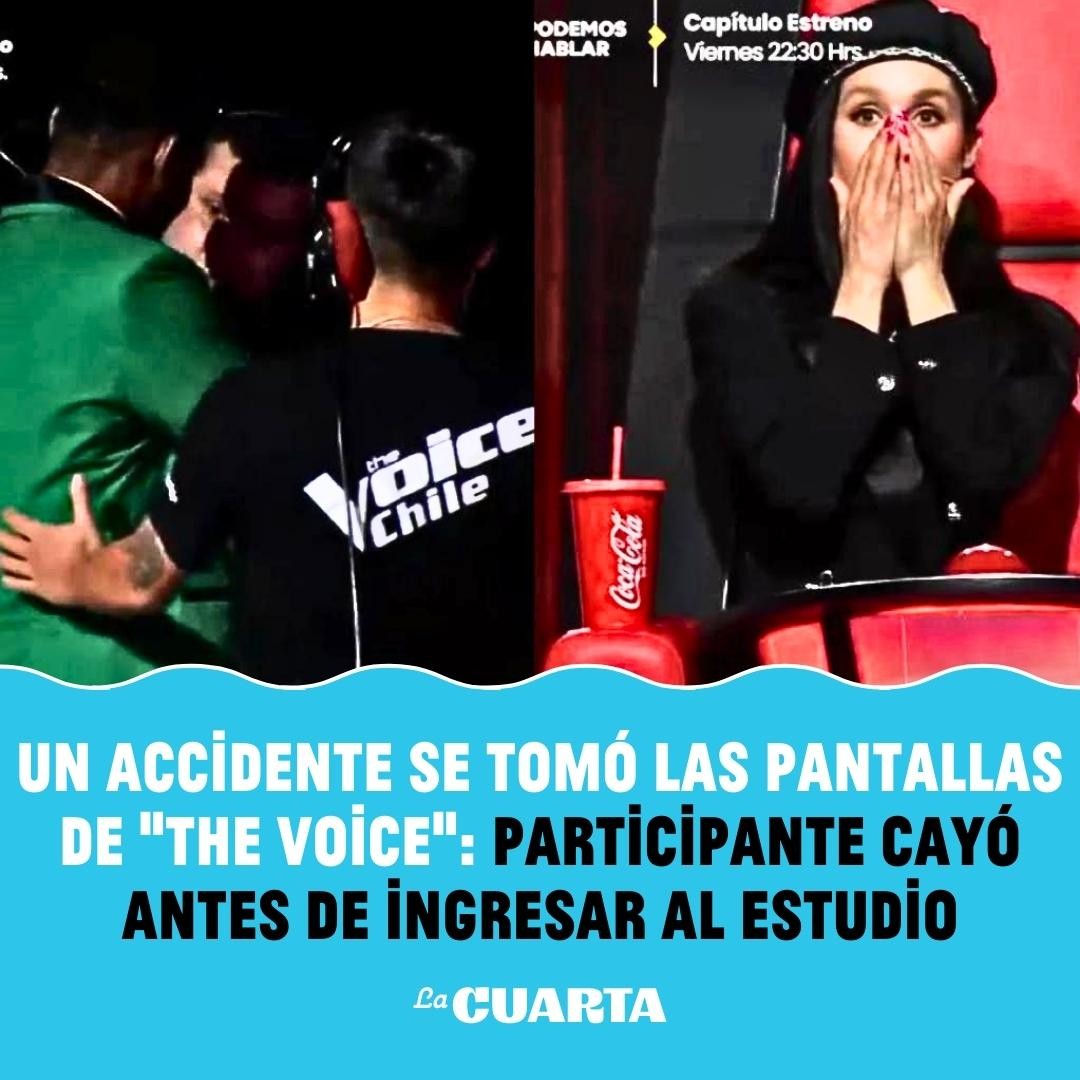 PODEMOS
HABLAR
Capítulo Estreno
Viernes 22:30 Hrs.
the
Voice
Chile
Coca-Cola
UN ACCIDENTE SE TOMÓ LAS PANTALLAS
DE "THE VOICE": PARTICIPANTE CAYÓ
ANTES DE INGRESAR AL ESTUDIO
La CUARTA